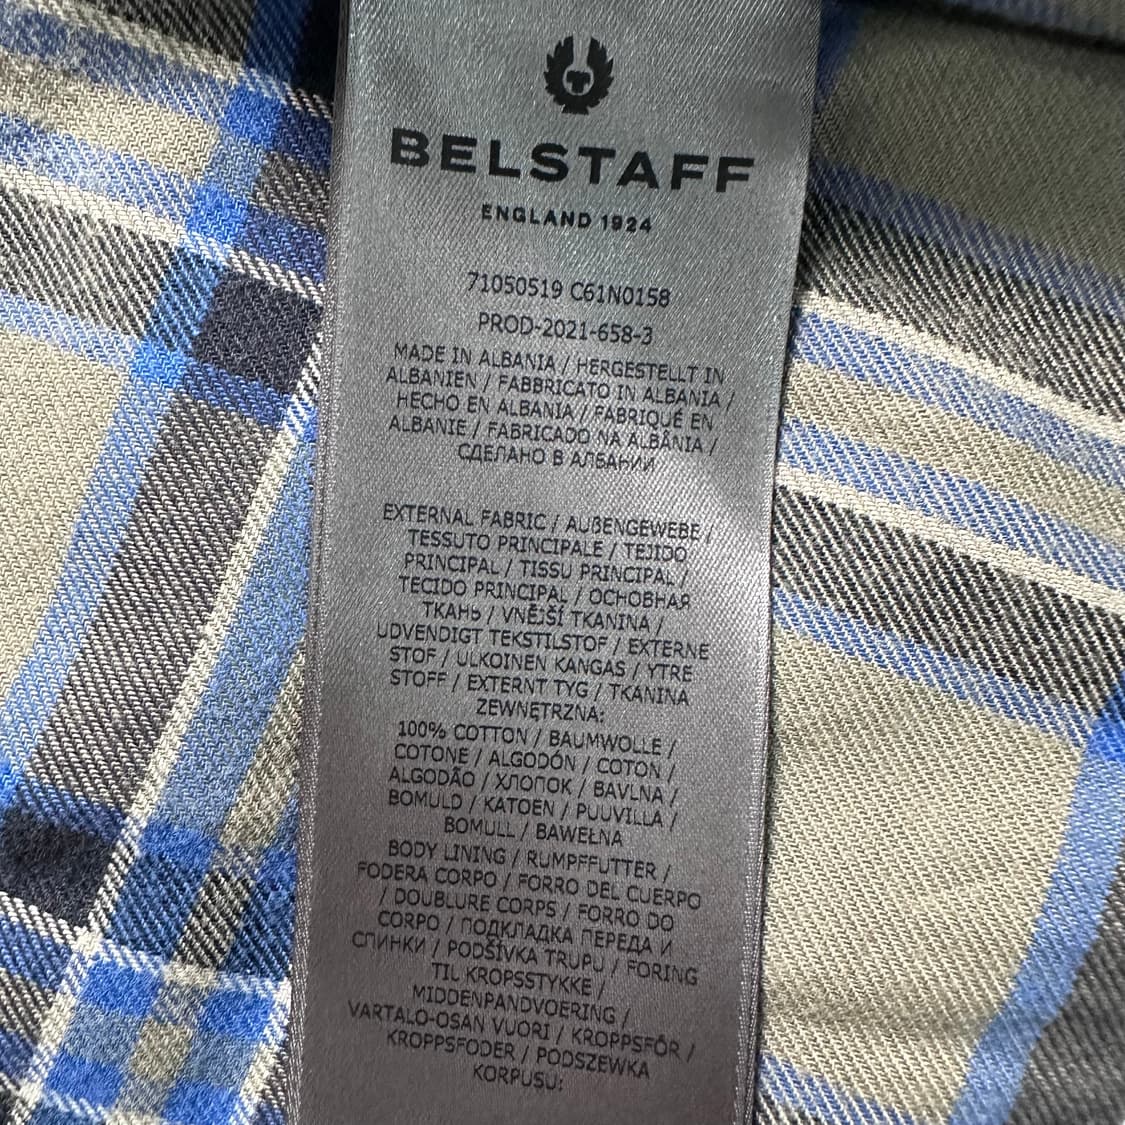 BELSTAFF
ENGLAND 1924
71050519 C61N0158
PROD-2021-658-3
MADE IN ALBANIA / HERGESTELLT IN
ALBANIEN / FABBRICATO IN ALBANIA /
HECHO EN ALBANIA / FABRIQUÉ EN
ALBANIE / FABRICADO NA ALBÂNIA /
СДЕЛАНО В АЛБАНИИ
EXTERNAL FABRIC / AUßENGEWEBE /
TESSUTO PRINCIPALE / TEJIDO
PRINCIPAL / TISSU PRINCIPAL /
TECIDO PRINCIPAL / ОСНОВНАЯ
ТКАНЬ / VNĚJŠÍ TKANINA /
UDVENDIGT TEKSTILSTOF / EXTERNE
STOF / ULKOINEN KANGAS / YTRE
STOFF / EXTERNT TYG / TKANINA
ZEWNĘTRZNA:
100% COTTON / BAUMWOLLE /
COTONE / ALGODÓN / COTON /
ALGODÃO / ХЛОПОК / BAVLNA /
BOMULD / KATOEN / PUUVILLA /
BOMULL / BAWEŁNA
BODY LINING / RUMPFFUTTER /
FODERA CORPO / FORRO DEL CUERPO
/ DOUBLURE CORPS / FORRO DO
CORPO / ПОДКЛАДКА ПЕРЕДА И
СПИНКИ / PODŠÍVKA TRUPU / FORING
TIL KROPSSTYKKE /
MIDDENPANDVOERING /
VARTALO-OSAN VUORI / KROPPSFÔR /
KROPPSFODER / PODSZEWKA
KORPUSU: